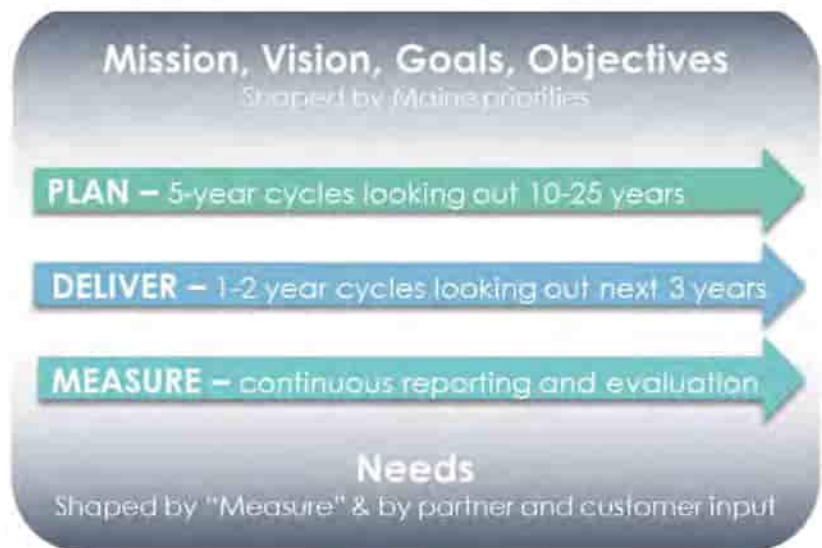 Mission, Vision, Goals, Objectives
Shaped by Maine priorities
PLAN – 5-year cycles looking out 10-25 years
DELIVER – 1-2 year cycles looking out next 3 years
MEASURE – continuous reporting and evaluation
Needs
Shaped by "Measure" & by partner and customer input